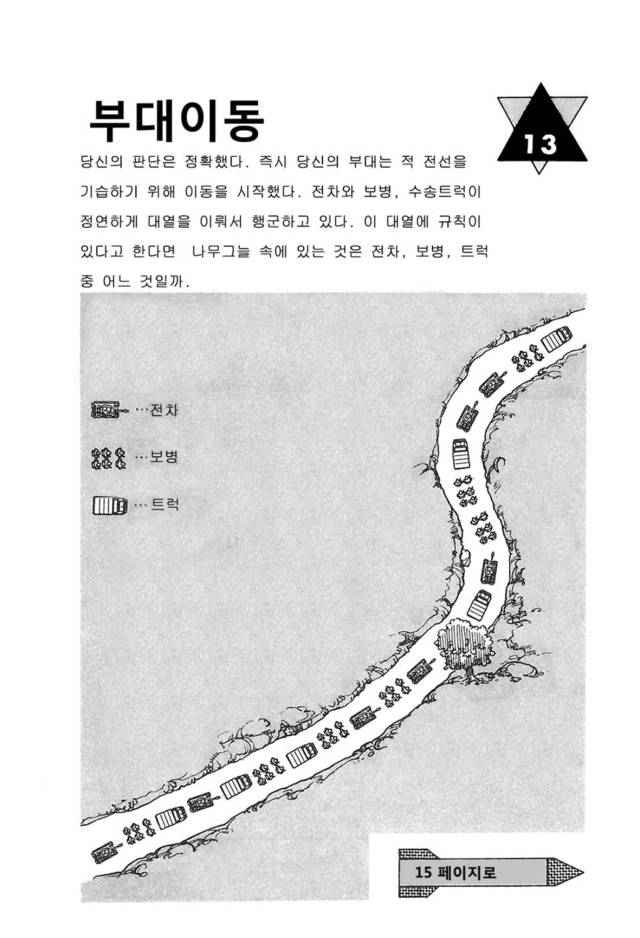 부대이동
13
당신의 판단은 정확했다. 즉시 당신의 부대는 적 전선을
기습하기 위해 이동을 시작했다. 전차와 보병, 수송트럭이
정연하게 대열을 이뤄서 행군하고 있다. 이 대열에 규칙이
있다고 한다면 나무그늘 속에 있는 것은 전차, 보병, 트럭
중 어느 것일까.
…전차
…보병
…트럭
15 페이지로